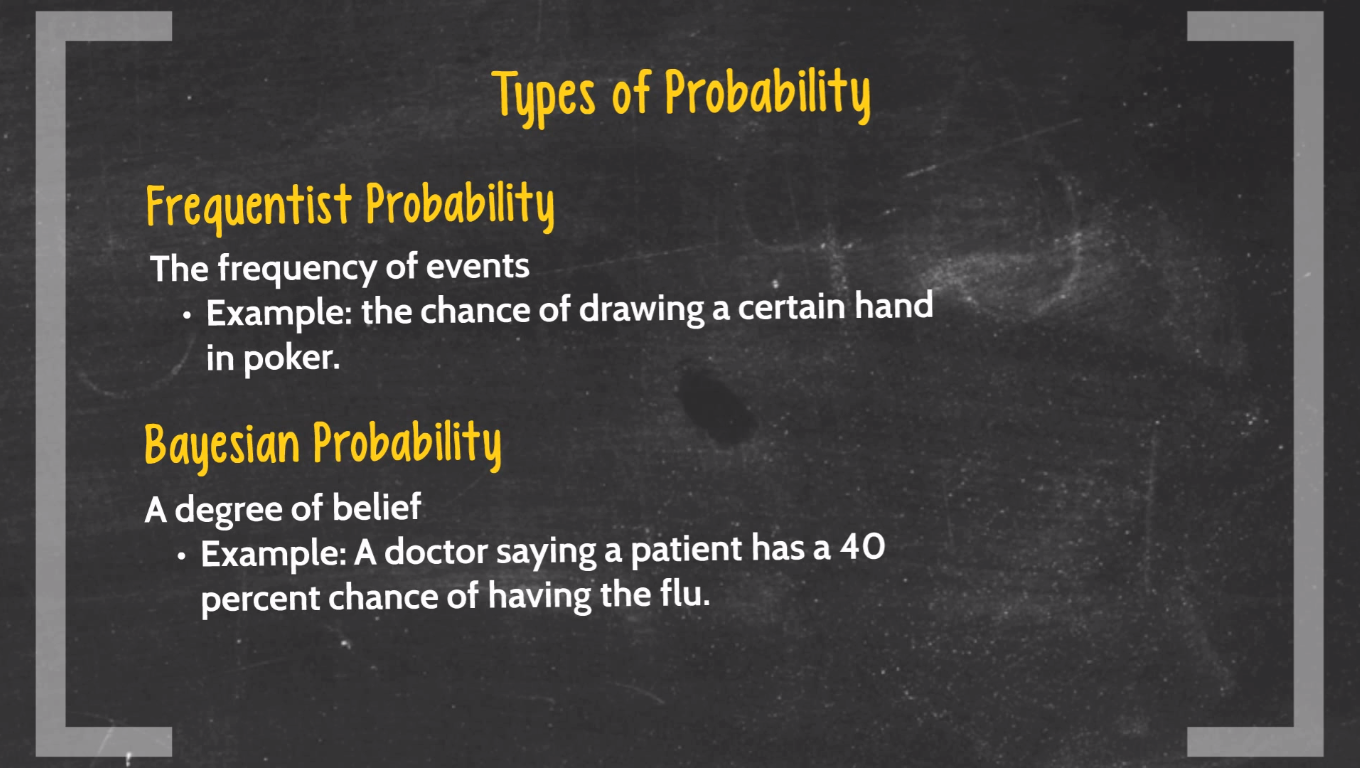 Types of Probability
Frequentist Probability
The frequency of events
• Example: the chance of drawing a certain hand
in poker.
Bayesian Probability
A degree of belief
• Example: A doctor saying a patient has a 40
percent chance of having the flu.